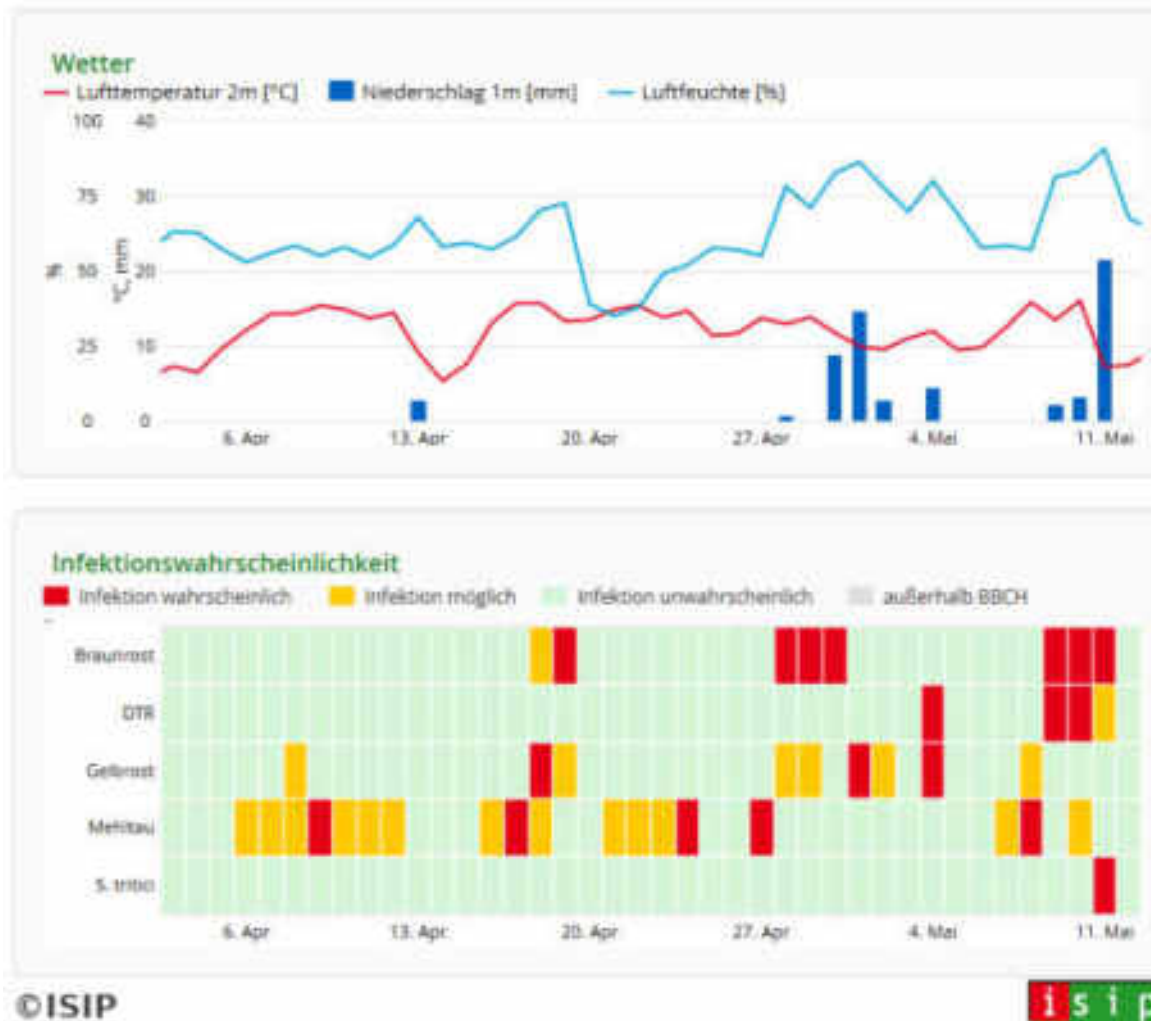 Wetter
Lufttemperatur 2m [°C] Niederschlag 1m [mm] Luftfeuchte [%]
100 40
75 30
50 20
25 10
0 0
% °C, mm
6. Apr 13. Apr 20. Apr 27. Apr 4. Mai 11. Mai
Infektionswahrscheinlichkeit
Infektion wahrscheinlich Infektion möglich Infektion unwahrscheinlich außerhalb BBCH
Braunrost
DTR
Gelbrost
Mehltau
S. tritici
6. Apr 13. Apr 20. Apr 27. Apr 4. Mai 11. Mai
©ISIP
isip